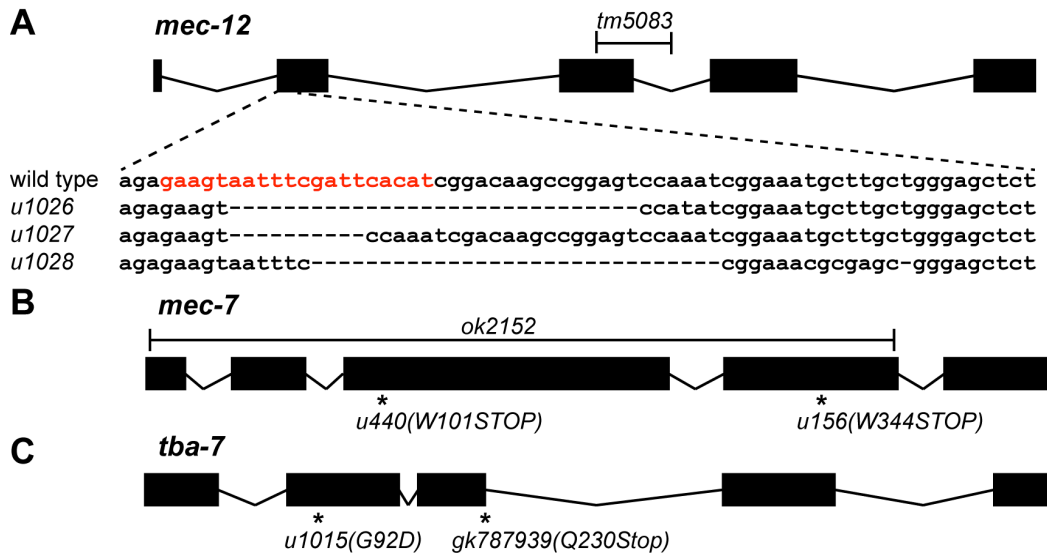 A
mec-12
tm5083
wild type agagaagtaatttcgattcacatcggacaagccggagtccaaatcggaaatgcttgctgggagctct
u1026 agagaagt------------------------------ccatatcggaaatgcttgctgggagctct
u1027 agagaagt----------ccaaatcgacaagccggagtccaaatcggaaatgcttgctgggagctct
u1028 agagaagtaatttc------------------------------cggaaacgcgagc-gggagctct
B
mec-7
ok2152
* *
u440(W101STOP) u156(W344STOP)
C
tba-7
* *
u1015(G92D) gk787939(Q230Stop)